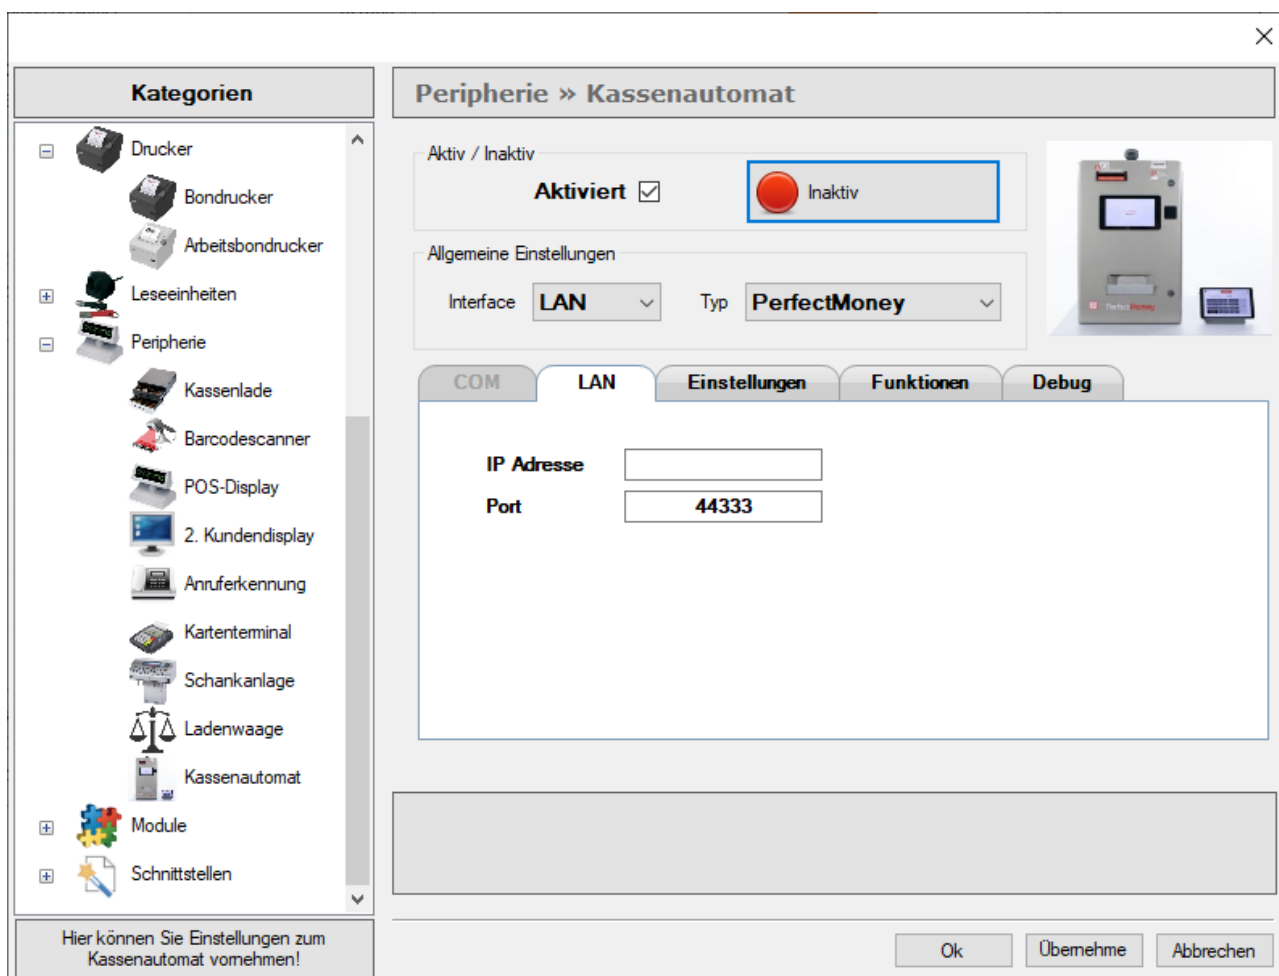 Kategorien
Drucker
Bondrucker
Arbeitsbondrucker
Leseeinheiten
Peripherie
Kassenlade
Barcodescanner
POS-Display
2. Kundendisplay
Anruferkennung
Kartenterminal
Schankanlage
Ladenwaage
Kassenautomat
Module
Schnittstellen
Hier können Sie Einstellungen zum
Kassenautomat vornehmen!
Peripherie » Kassenautomat
Aktiv / Inaktiv
Aktiviert
Inaktiv
Allgemeine Einstellungen
Interface LAN Typ PerfectMoney
PerfectMoney
COM LAN Einstellungen Funktionen Debug
IP Adresse
Port 44333
Ok Übernehme Abbrechen